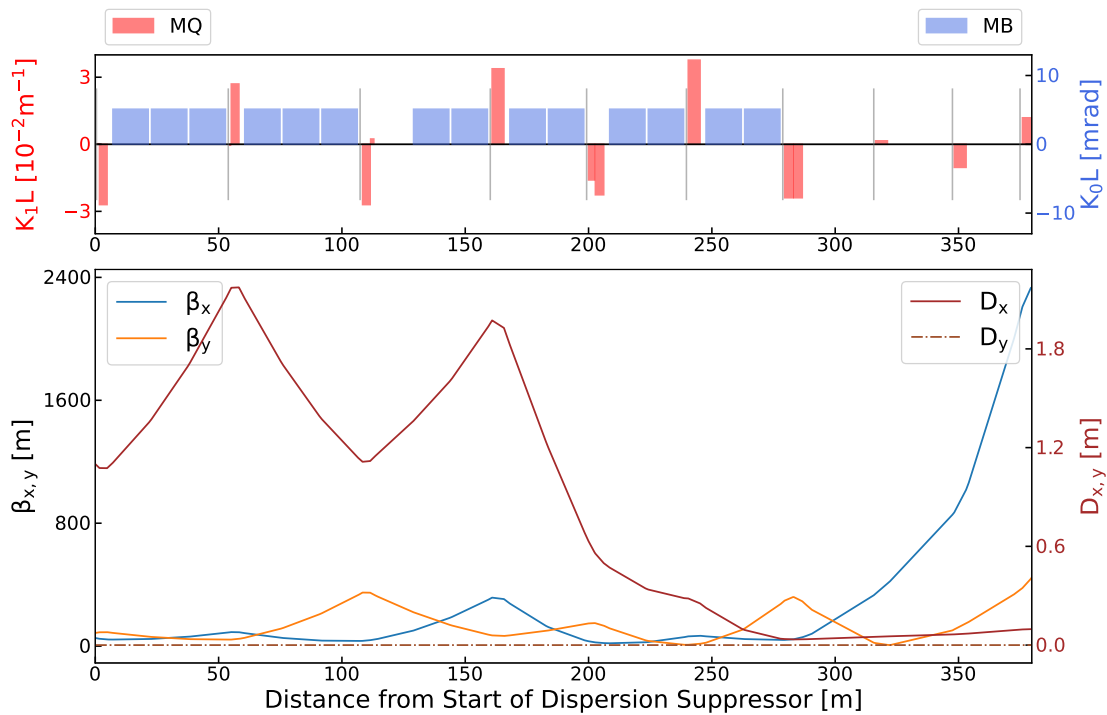 MQ
MB
K₁L [10⁻²m⁻¹]
3
0
−3
10
0
−10
K₀L [mrad]
0 50 100 150 200 250 300 350
βx, y [m]
2400
1600
800
0
βx
βy
Dx
Dy
1.8
1.2
0.6
0.0
Dx, y [m]
0 50 100 150 200 250 300 350
Distance from Start of Dispersion Suppressor [m]